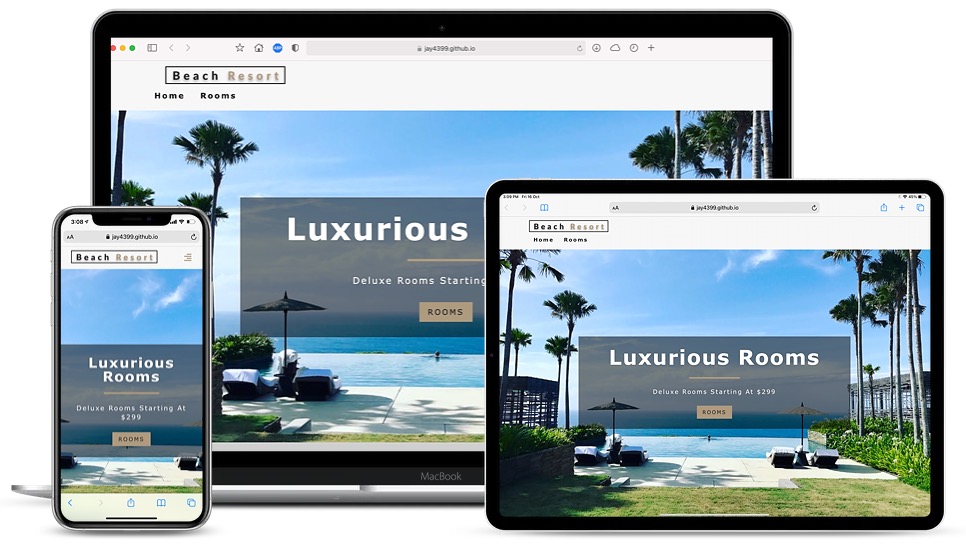 jay4399.github.io
Beach Resort
Home Rooms
Luxurious
Deluxe Rooms Starting
ROOMS
MacBook
3:08
AA jay4399.github.io
Beach Resort
Luxurious
Rooms
Deluxe Rooms Starting At
$299
ROOMS
3:09 PM Fri 16 Oct
AA jay4399.github.io
Beach Resort
Home Rooms
Luxurious Rooms
Deluxe Rooms Starting At $299
ROOMS